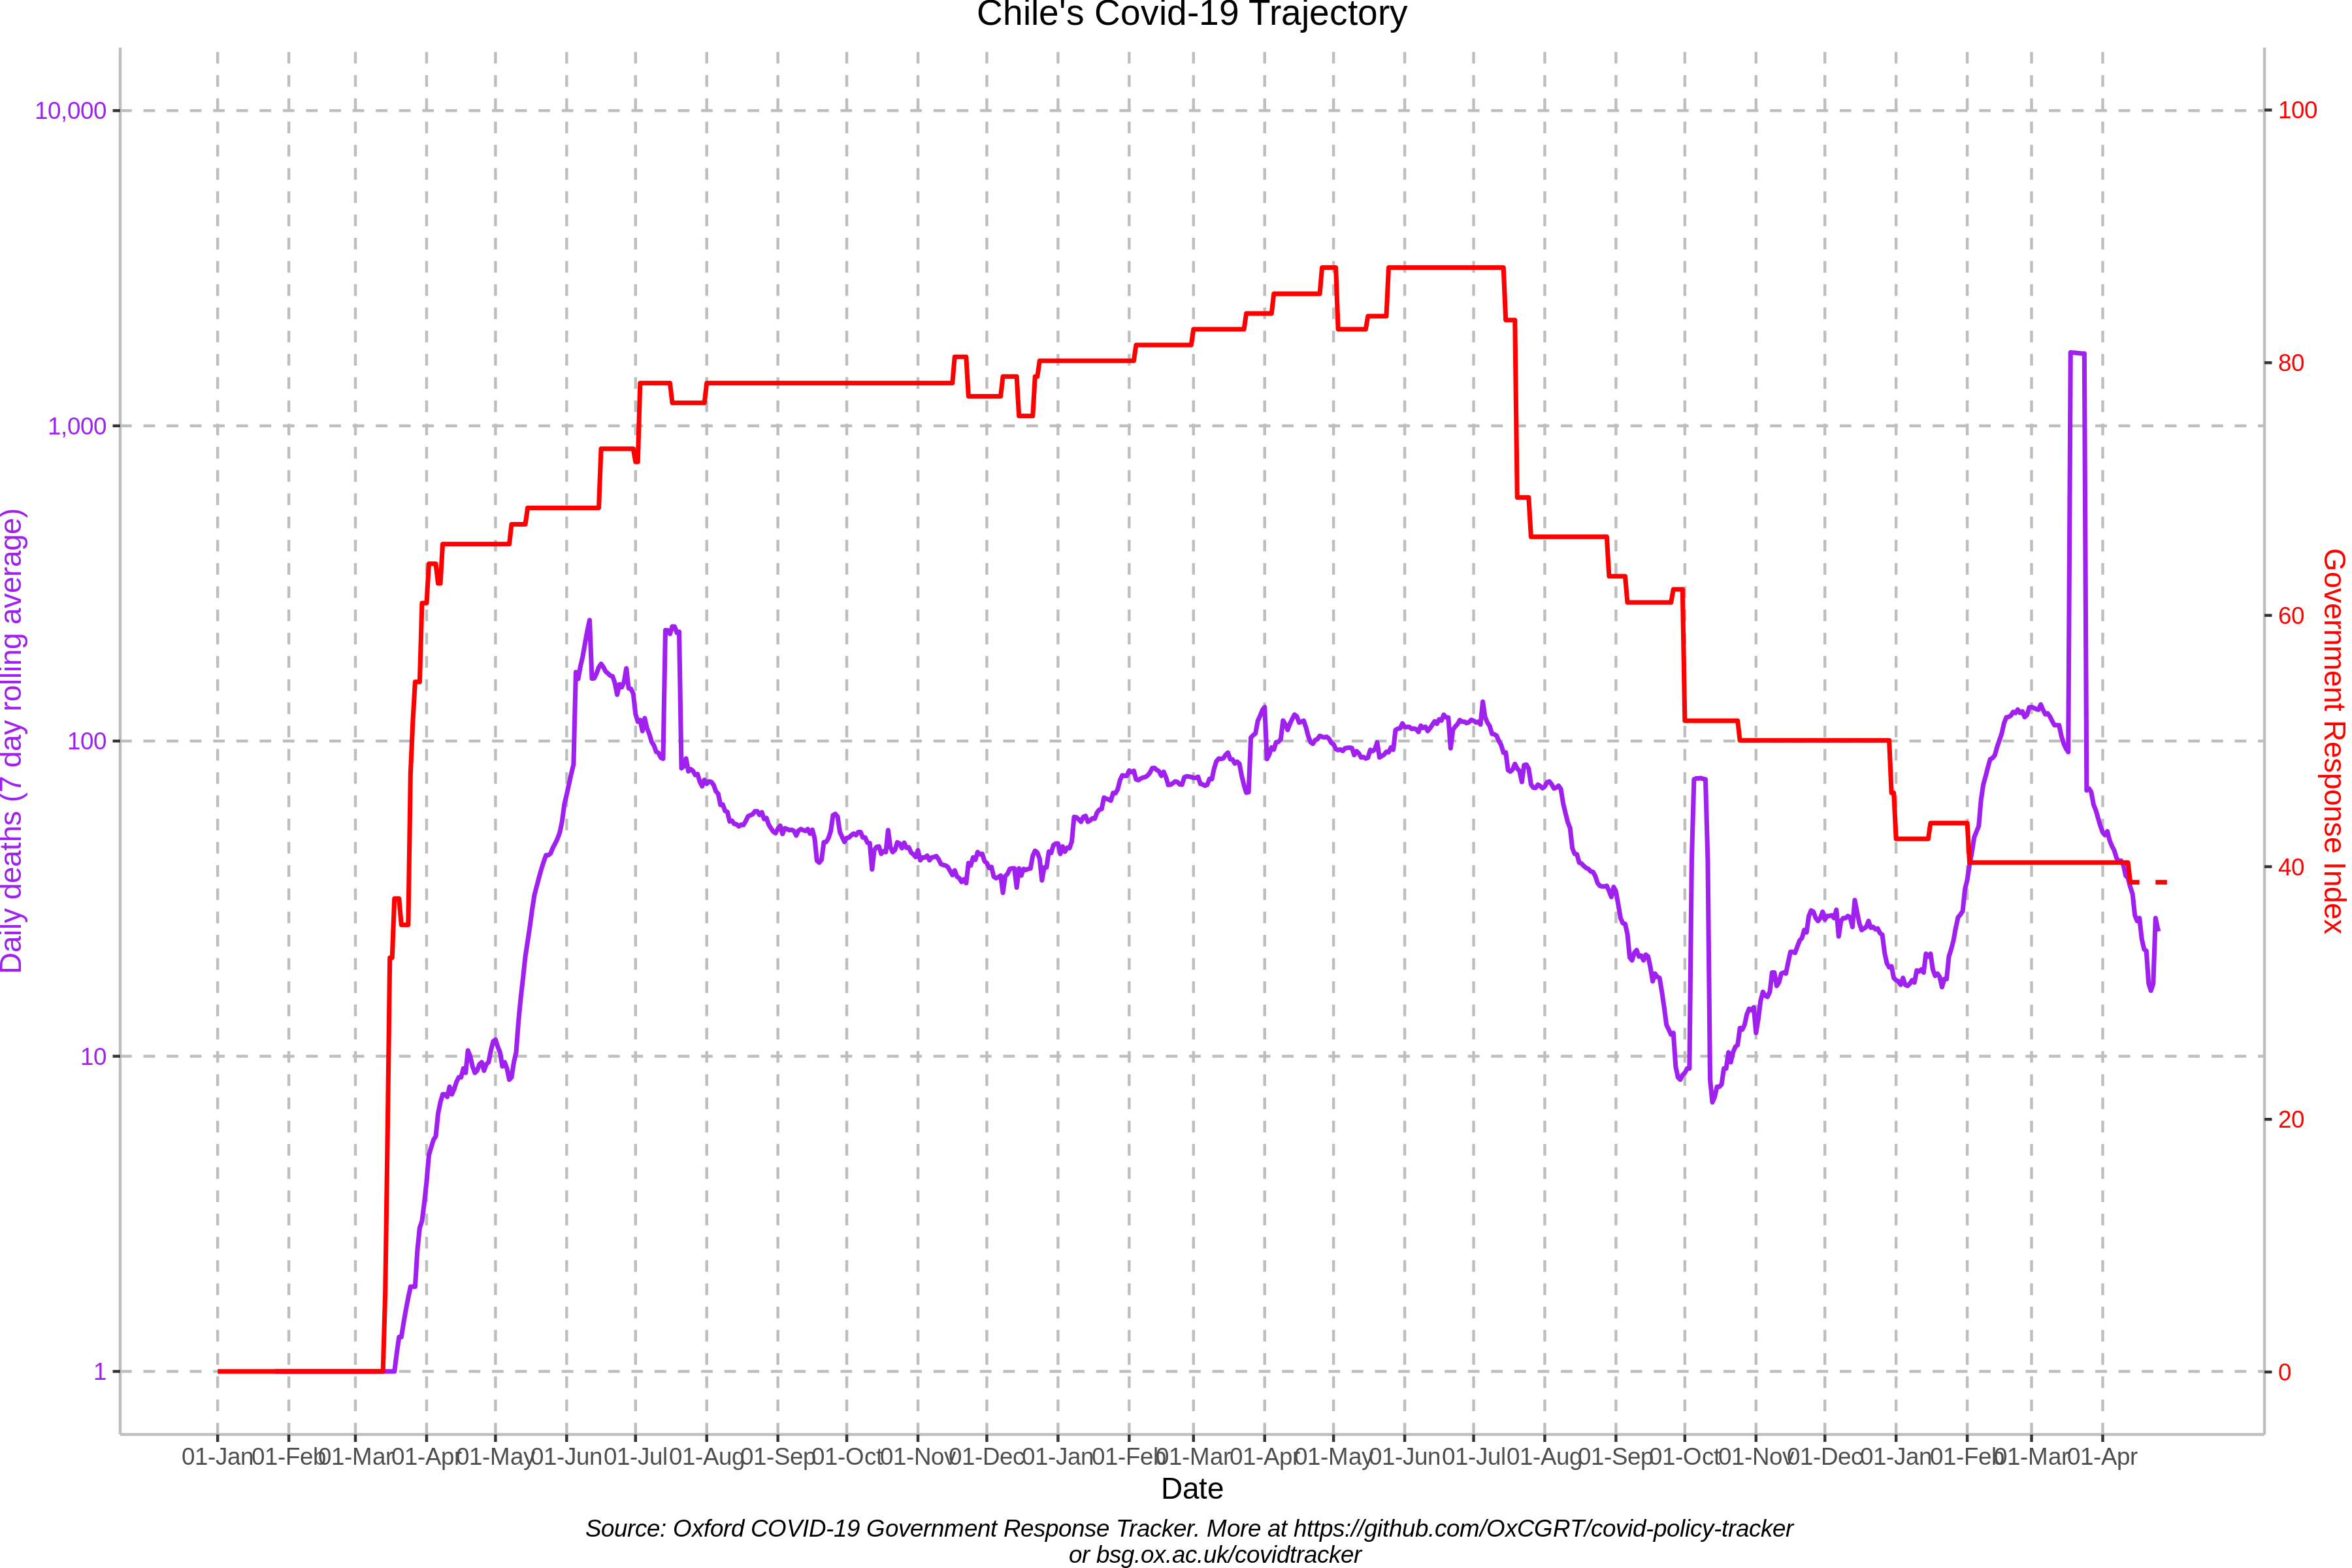 Chile's Covid-19 Trajectory
10,000
1,000
100
10
1
Daily deaths (7 day rolling average)
100
80
60
40
20
0
Government Response Index
01-Jan 01-Feb 01-Mar 01-Apr 01-May 01-Jun 01-Jul 01-Aug 01-Sep 01-Oct 01-Nov 01-Dec 01-Jan 01-Feb 01-Mar 01-Apr 01-May 01-Jun 01-Jul 01-Aug 01-Sep 01-Oct 01-Nov 01-Dec 01-Jan 01-Feb 01-Mar 01-Apr
Date
Source: Oxford COVID-19 Government Response Tracker. More at https://github.com/OxCGRT/covid-policy-tracker
or bsg.ox.ac.uk/covidtracker